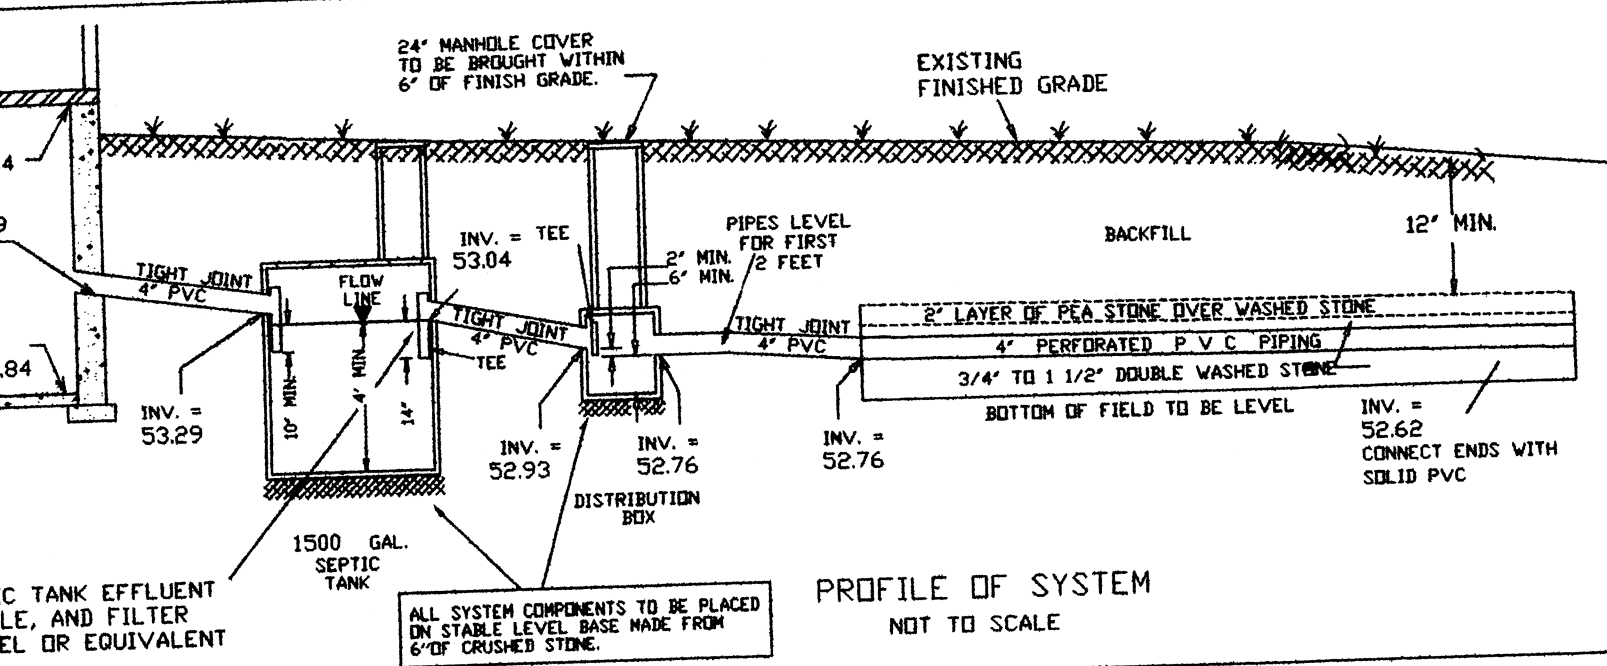 24" MANHOLE COVER
TO BE BROUGHT WITHIN
6" OF FINISH GRADE.
EXISTING
FINISHED GRADE
4
9
.84
TIGHT JOINT
4" PVC
FLOW
LINE
INV. =
53.04
TEE
2" MIN.
6" MIN.
PIPES LEVEL
FOR FIRST
2 FEET
BACKFILL
12" MIN.
TIGHT JOINT
4" PVC
TEE
TIGHT JOINT
4" PVC
2" LAYER OF PEA STONE OVER WASHED STONE
4" PERFORATED P V C PIPING
3/4" TO 1 1/2" DOUBLE WASHED STONE
BOTTOM OF FIELD TO BE LEVEL
10" MIN.
4' MIN.
14"
INV. =
53.29
INV. =
52.93
INV. =
52.76
INV. =
52.76
INV. =
52.62
CONNECT ENDS WITH
SOLID PVC
DISTRIBUTION
BOX
1500 GAL.
SEPTIC
TANK
IC TANK EFFLUENT
LE, AND FILTER
EL OR EQUIVALENT
ALL SYSTEM COMPONENTS TO BE PLACED
ON STABLE LEVEL BASE MADE FROM
6"OF CRUSHED STONE.
PROFILE OF SYSTEM
NOT TO SCALE